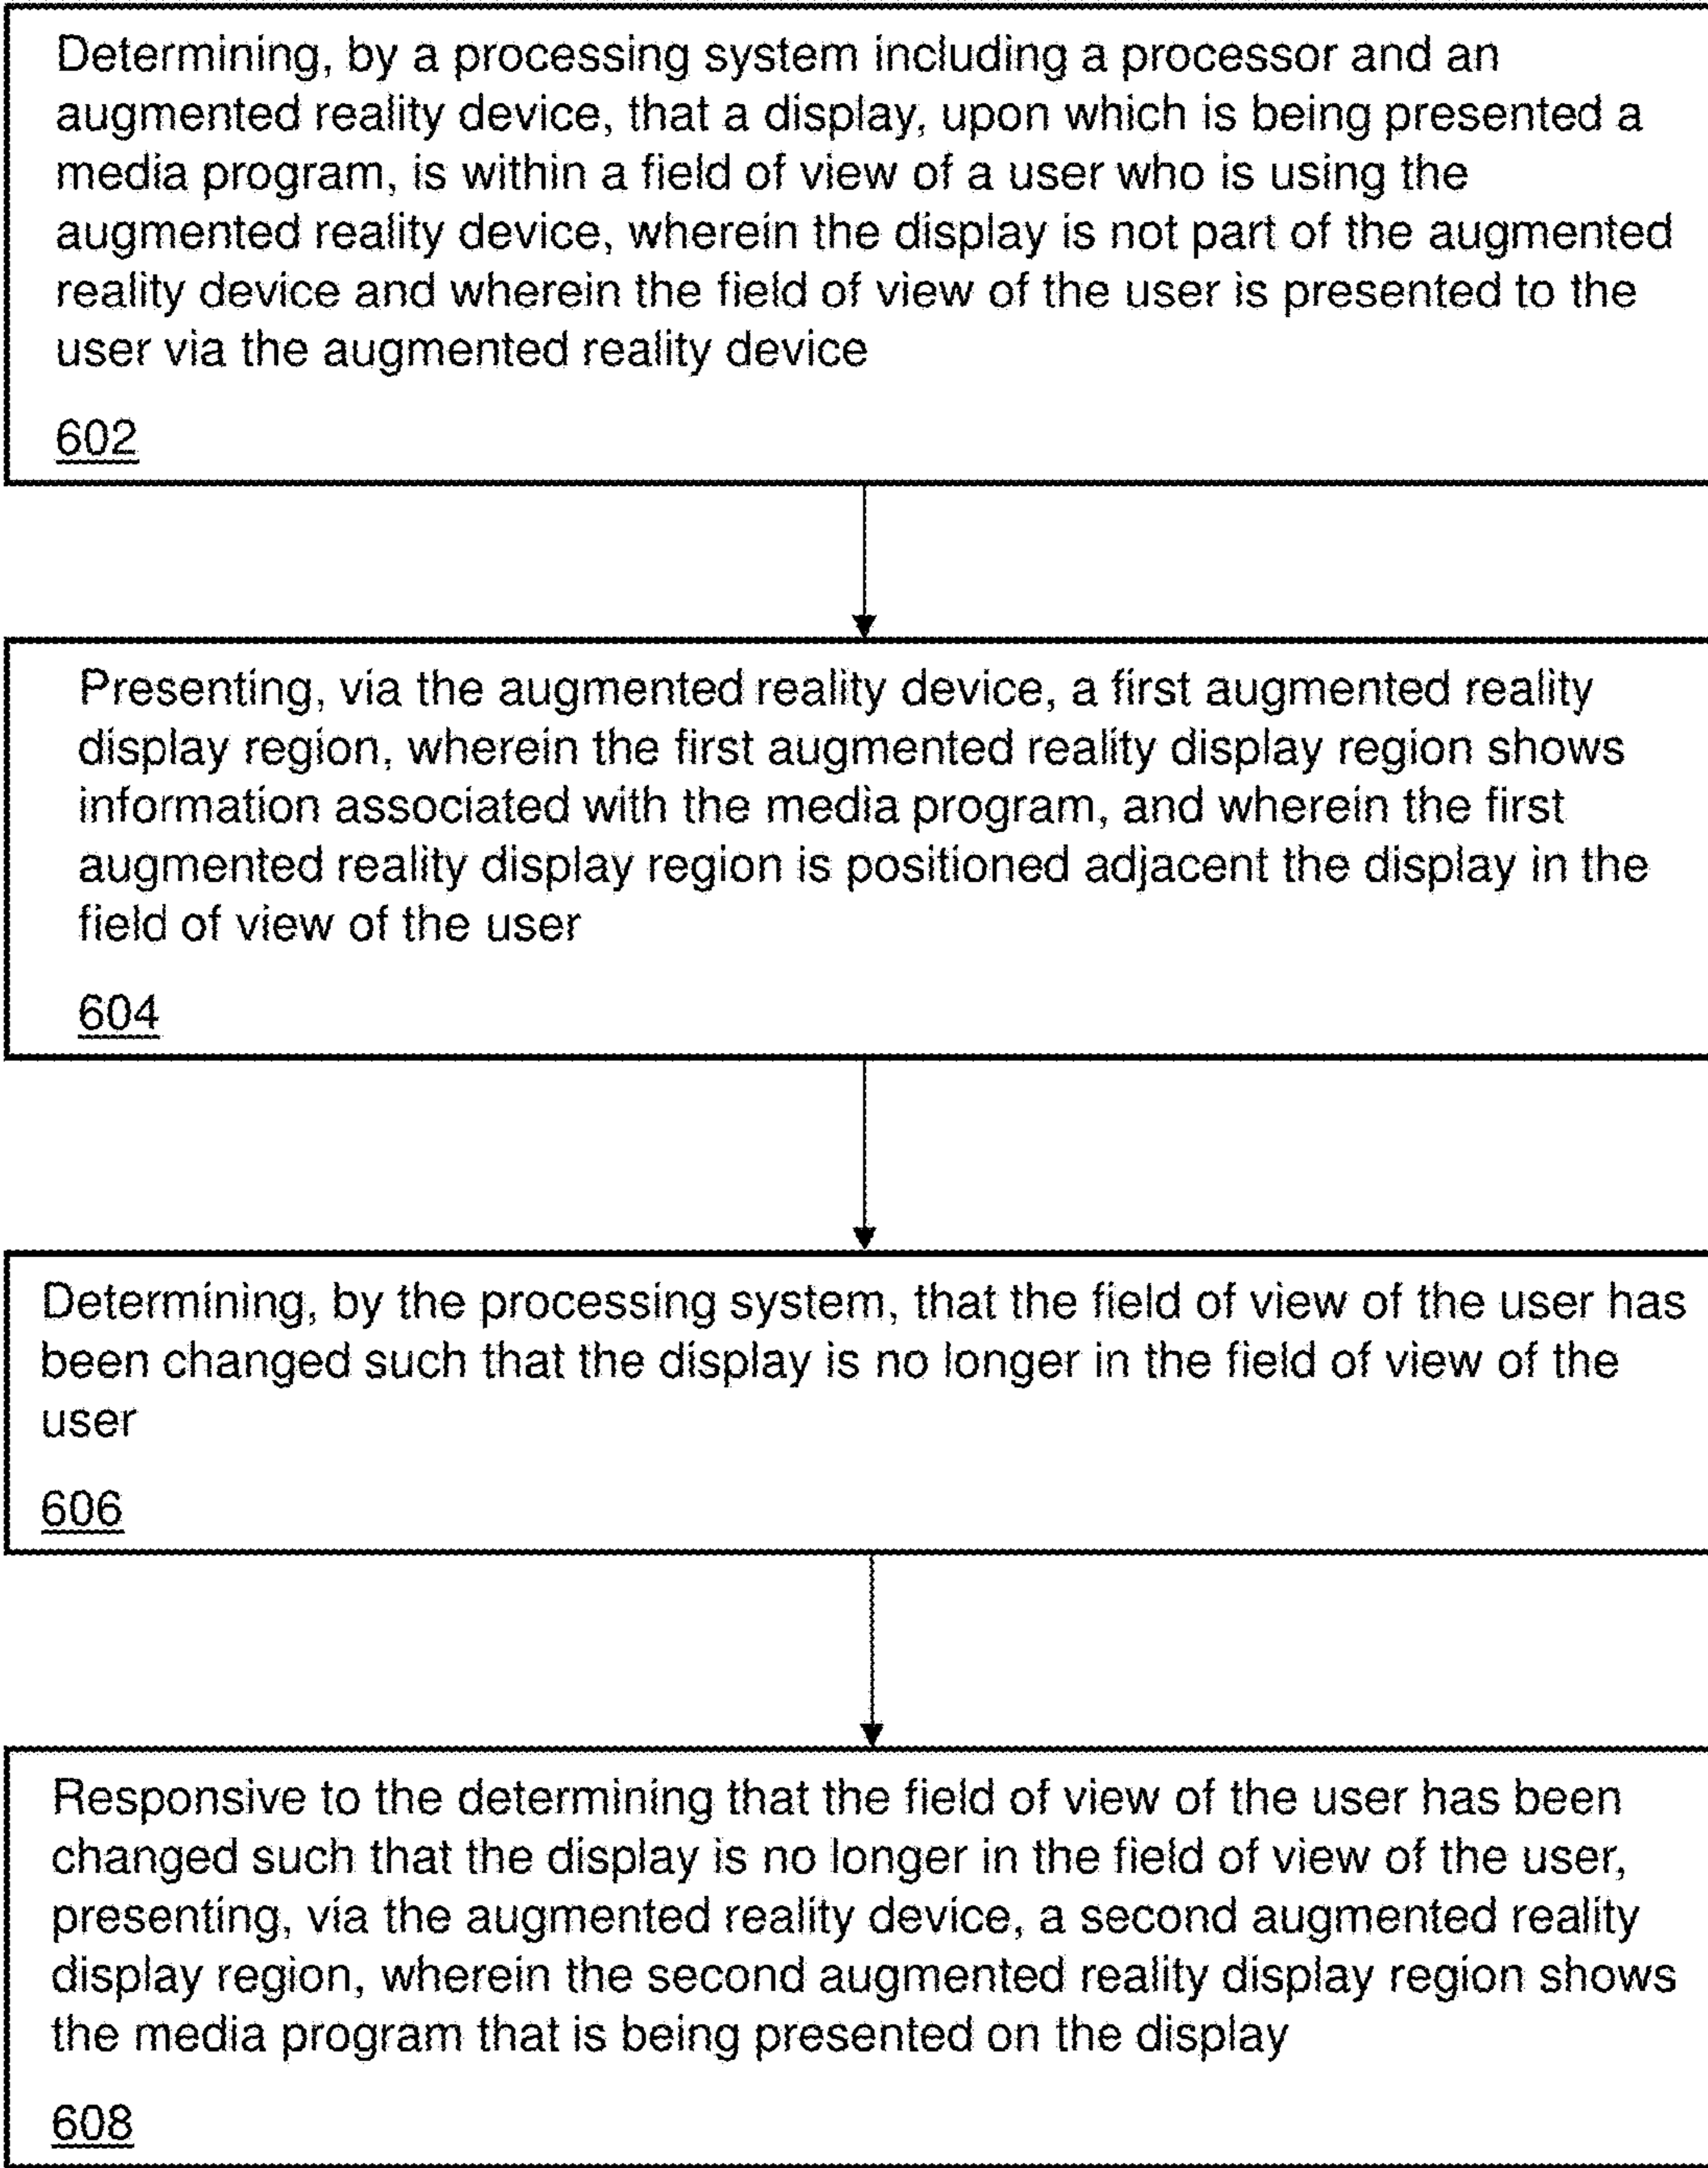 Determining, by a processing system including a processor and an
augmented reality device, that a display, upon which is being presented a
media program, is within a field of view of a user who is using the
augmented reality device, wherein the display is not part of the augmented
reality device and wherein the field of view of the user is presented to the
user via the augmented reality device
602
Presenting, via the augmented reality device, a first augmented reality
display region, wherein the first augmented reality display region shows
information associated with the media program, and wherein the first
augmented reality display region is positioned adjacent the display in the
field of view of the user
604
Determining, by the processing system, that the field of view of the user has
been changed such that the display is no longer in the field of view of the
user
606
Responsive to the determining that the field of view of the user has been
changed such that the display is no longer in the field of view of the user,
presenting, via the augmented reality device, a second augmented reality
display region, wherein the second augmented reality display region shows
the media program that is being presented on the display
608